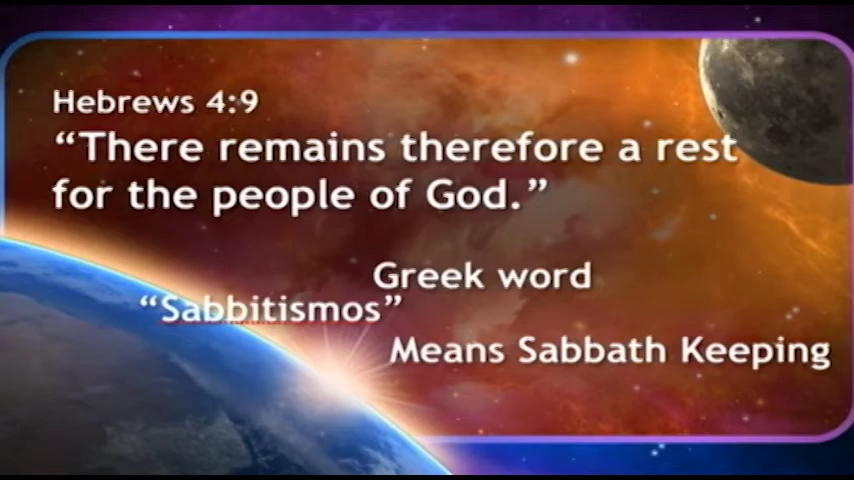 Hebrews 4:9
“There remains therefore a rest
for the people of God.”
Greek word
“Sabbitismos”
Means Sabbath Keeping